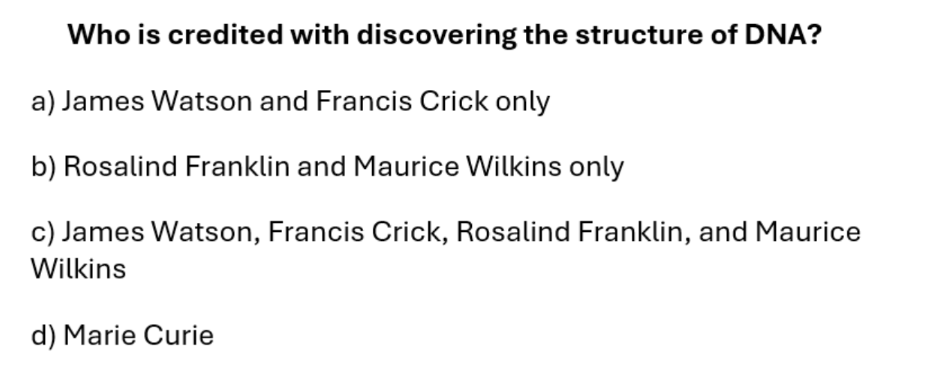 Who is credited with discovering the structure of DNA?
a) James Watson and Francis Crick only
b) Rosalind Franklin and Maurice Wilkins only
c) James Watson, Francis Crick, Rosalind Franklin, and Maurice
Wilkins
d) Marie Curie